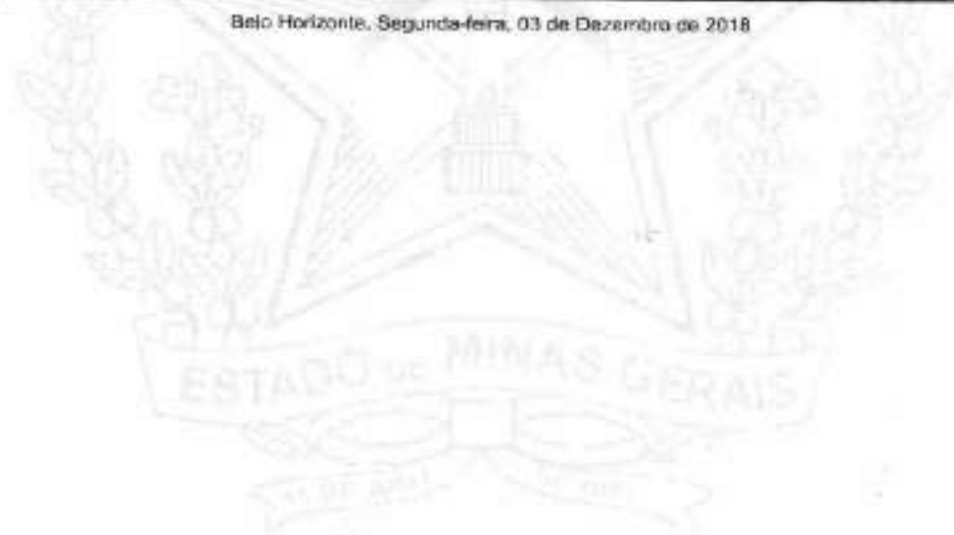 Belo Horizonte, Segunda-feira, 03 de Dezembro de 2018
ESTADO DE MINAS GERAIS